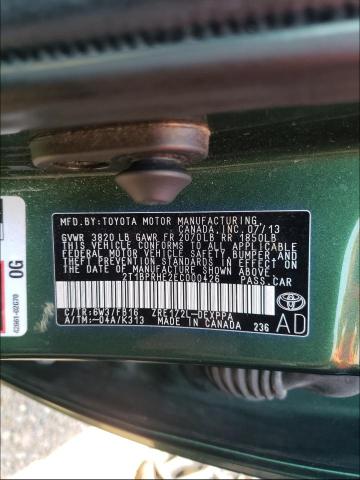 MFD.BY:TOYOTA MOTOR MANUFACTURING,
CANADA,INC. 07/13
GVWR 3820 LB GAWR FR 2070LB RR 1850LB
THIS VEHICLE CONFORMS TO ALL APPLICABLE
FEDERAL MOTOR VEHICLE SAFETY,BUMPER,AND
THEFT PREVENTION STANDARDS IN EFFECT ON
THE DATE OF MANUFACTURE SHOWN ABOVE.
2T1BPRHE2EC000426 PASS.CAR
C/TR:6W3/FB16 ZRE172L-DEXPPA
A/TM:-04A/K313 MADE IN CANADA 236
AD
0G
42661-02G70